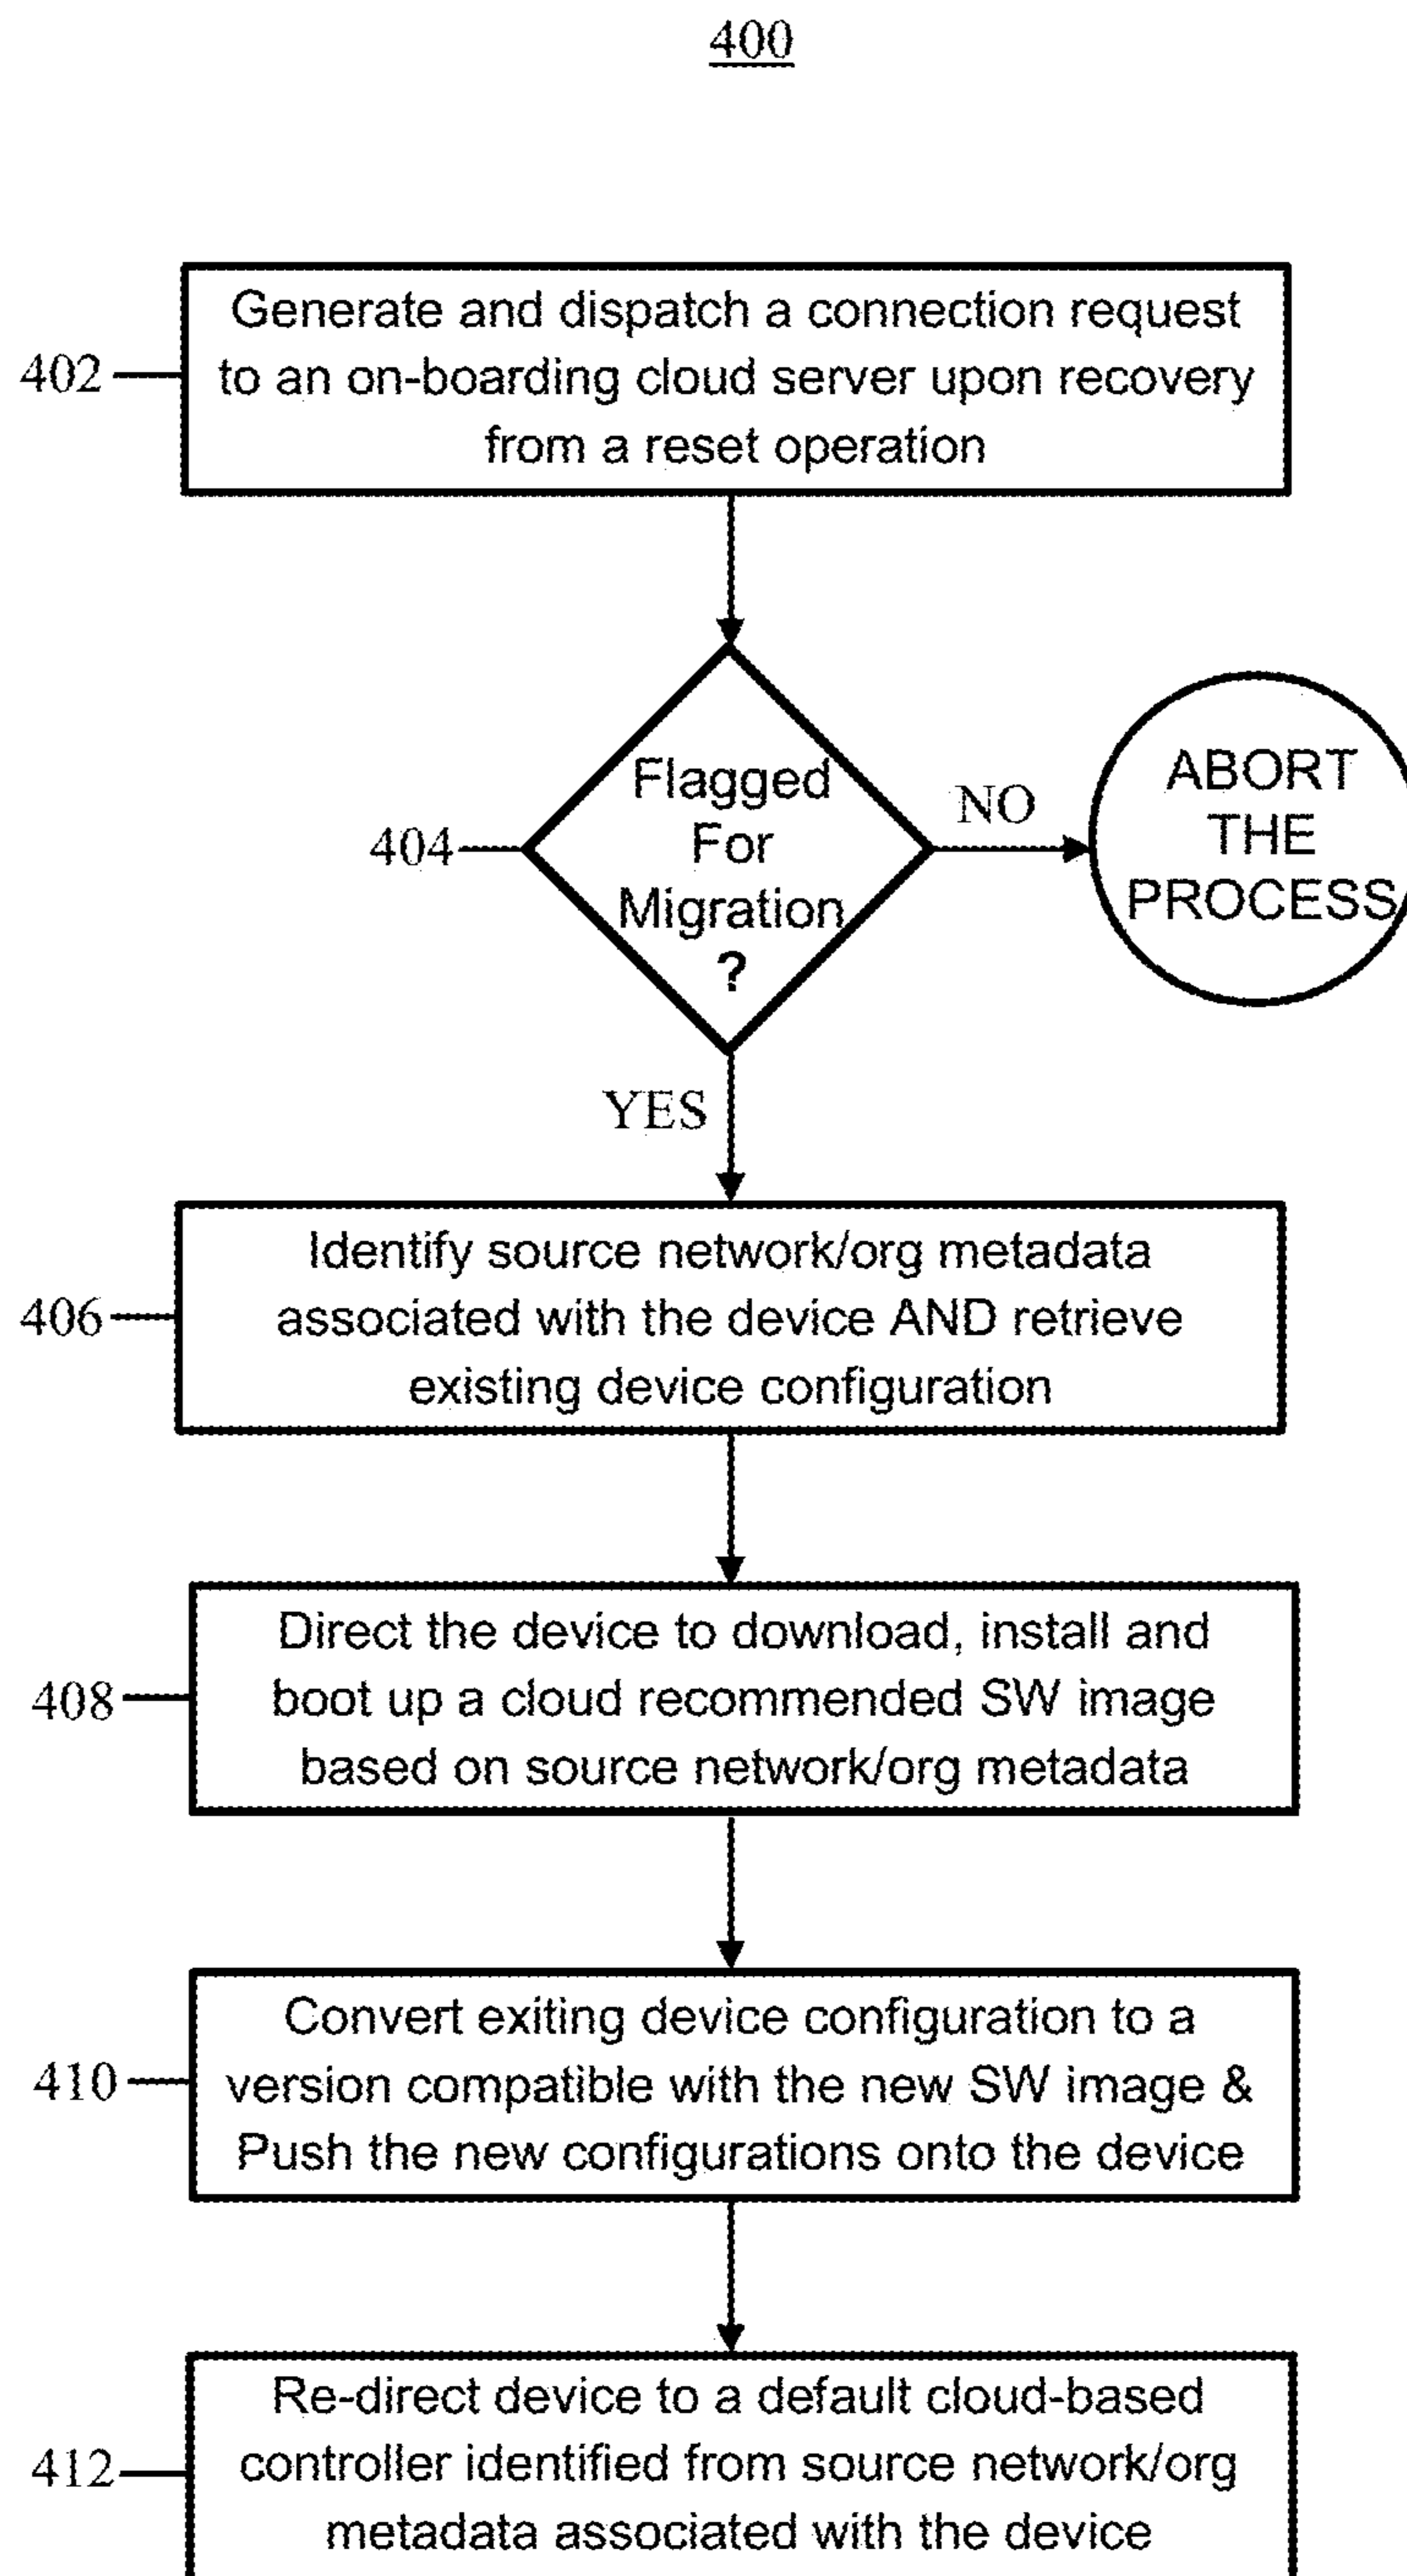 400
Generate and dispatch a connection request
402
to an on-boarding cloud server upon recovery
from a reset operation
Flagged
For
Migration
?
404
NO
ABORT
THE
PROCESS
YES
Identify source network/org metadata
406
associated with the device AND retrieve
existing device configuration
Direct the device to download, install and
408
boot up a cloud recommended SW image
based on source network/org metadata
Convert exiting device configuration to a
410
version compatible with the new SW image &
Push the new configurations onto the device
Re-direct device to a default cloud-based
412
controller identified from source network/org
metadata associated with the device